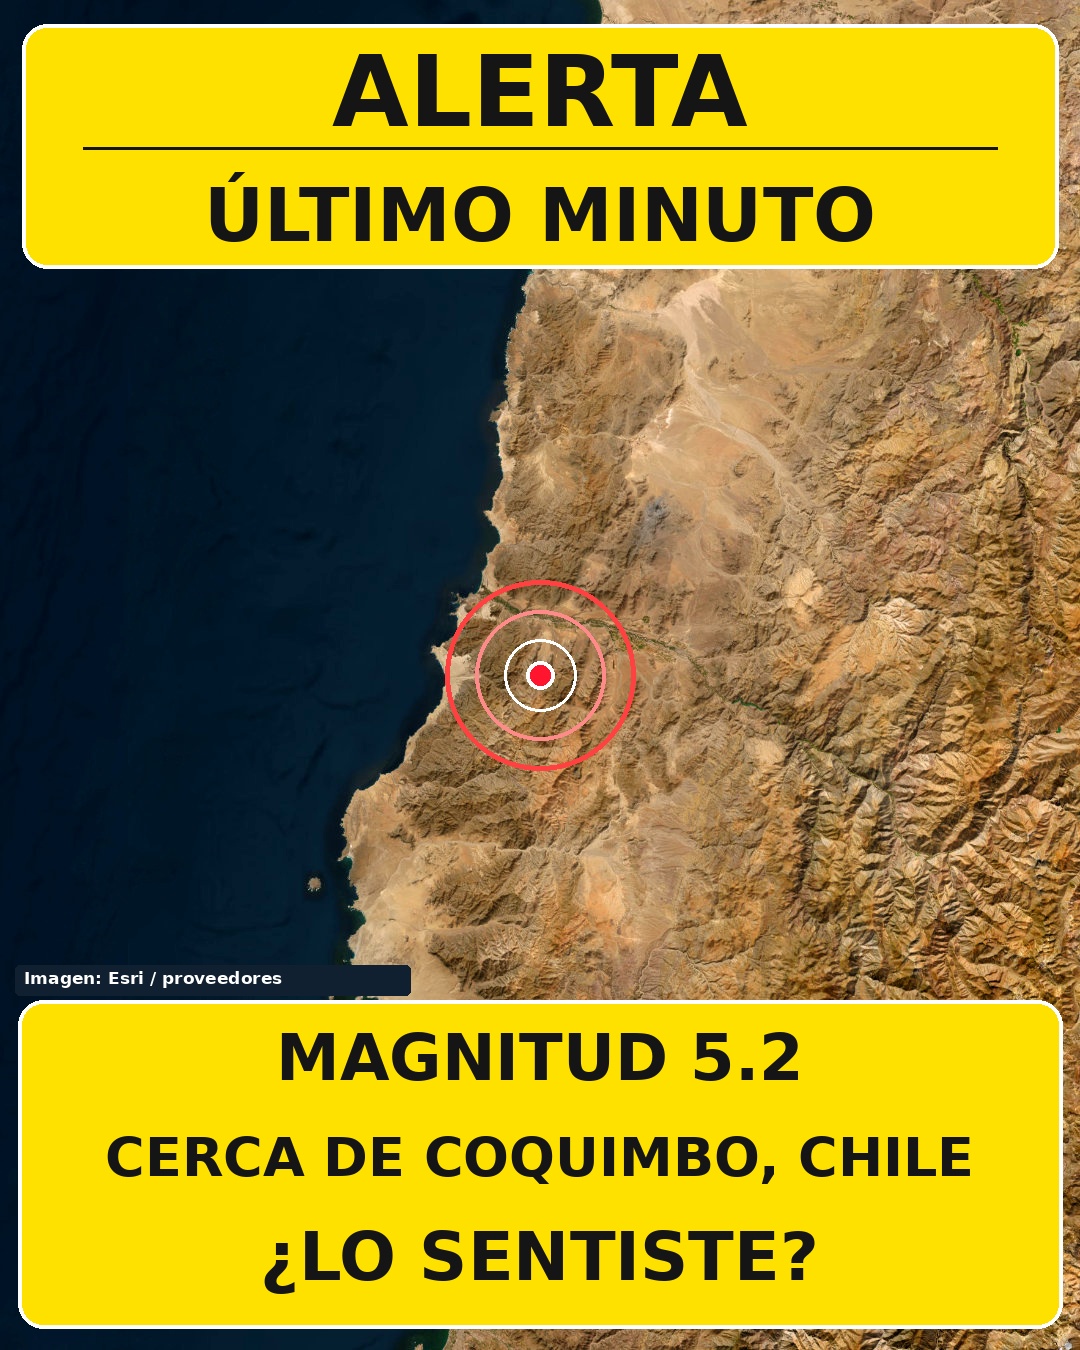 ALERTA
ÚLTIMO MINUTO
Imagen: Esri / proveedores
MAGNITUD 5.2
CERCA DE COQUIMBO, CHILE
¿LO SENTISTE?